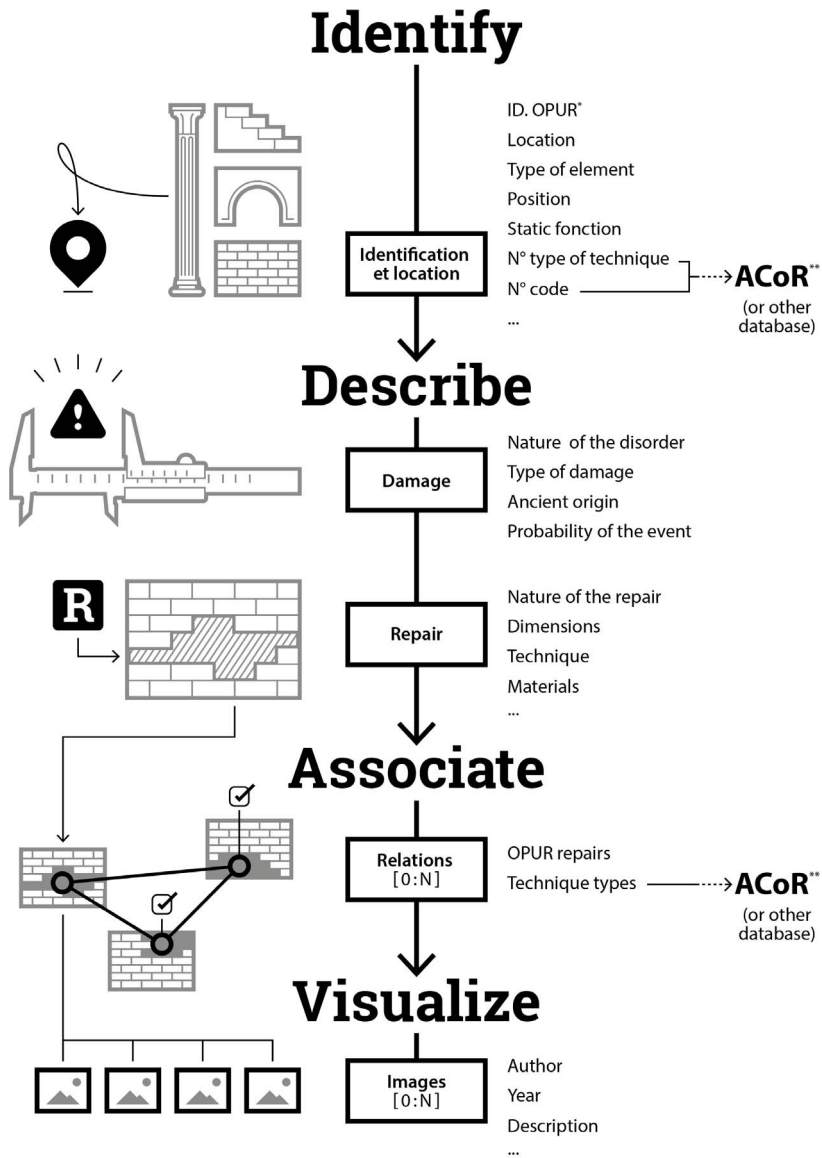 Identify
ID. OPUR*
Location
Type of element
Position
Static fonction
Identification
et location
N° type of technique
N° code
...
ACoR**
(or other
database)
Describe
Damage
Nature of the disorder
Type of damage
Ancient origin
Probability of the event
R
Repair
Nature of the repair
Dimensions
Technique
Materials
...
Associate
Relations
[0:N]
OPUR repairs
Technique types
ACoR**
(or other
database)
Visualize
Images
[0:N]
Author
Year
Description
...